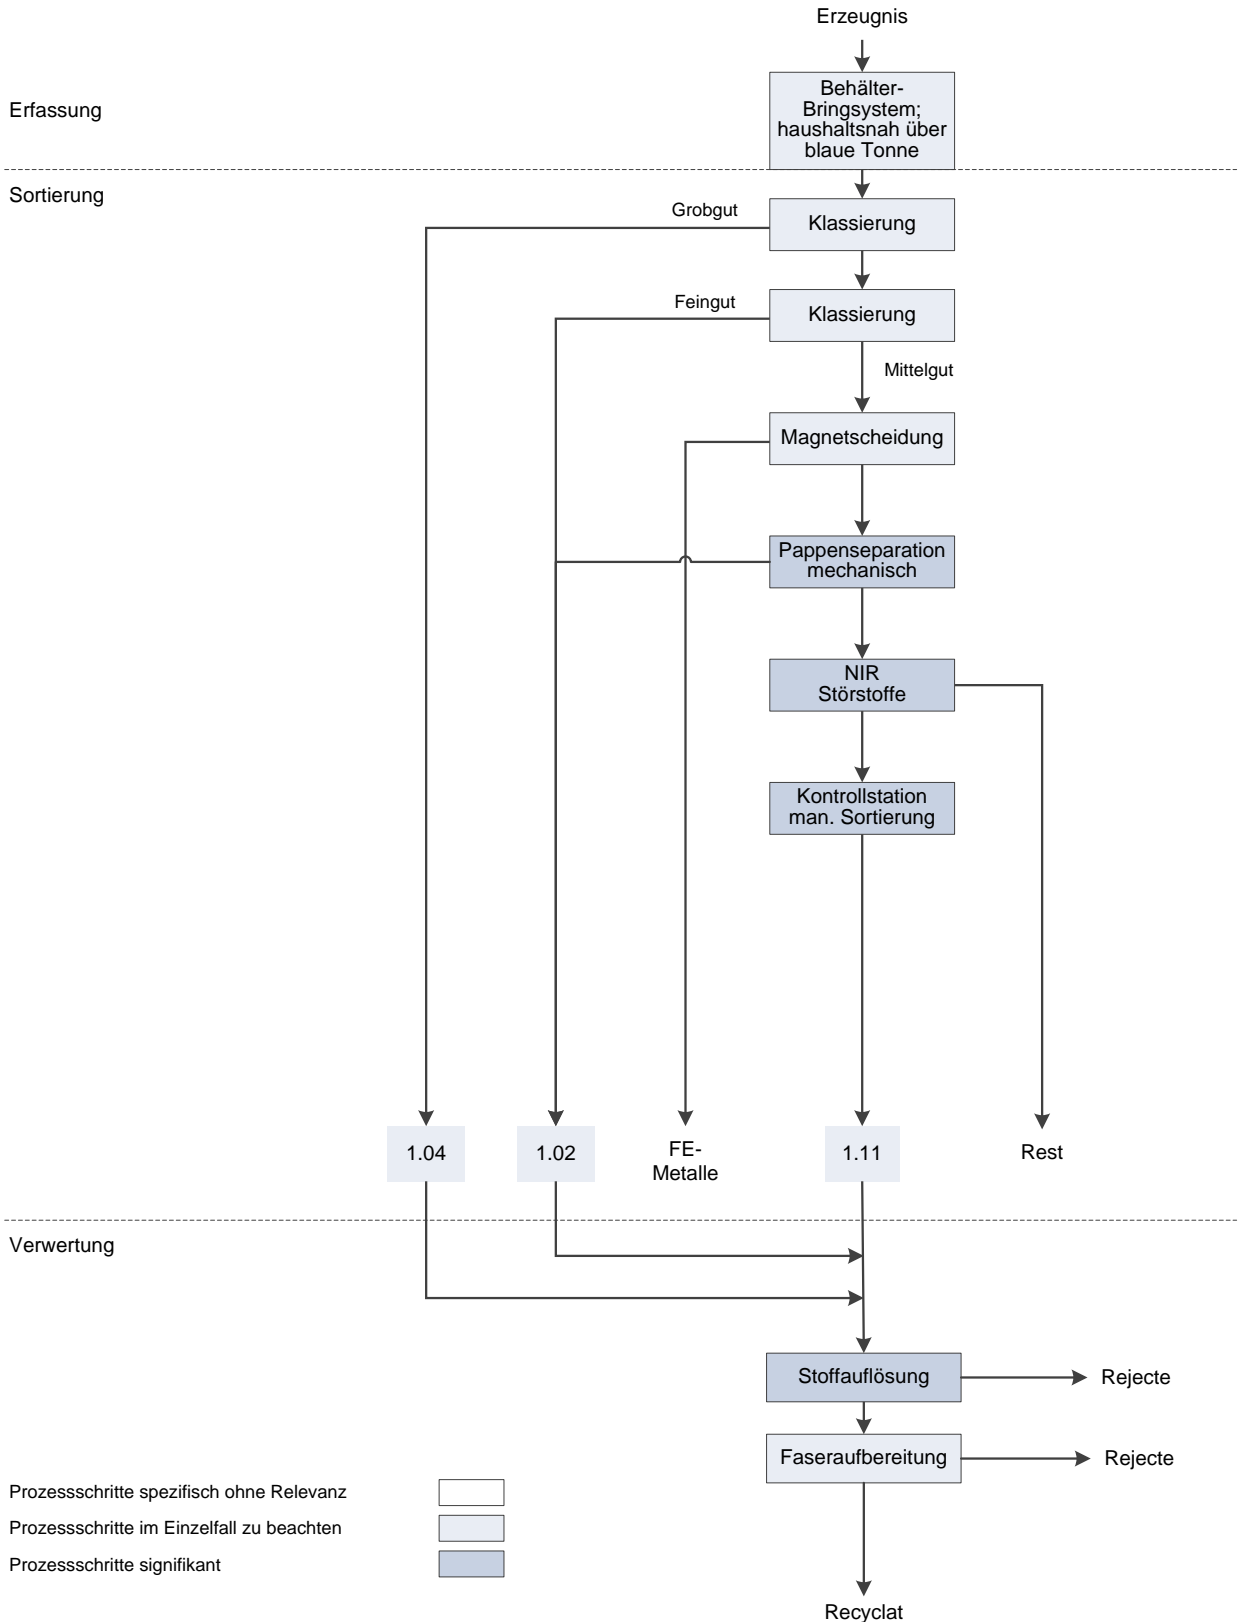 Erzeugnis
Erfassung
Behälter-
Bringsystem;
haushaltsnah über
blaue Tonne
Sortierung
Grobgut
Klassierung
Feingut
Klassierung
Mittelgut
Magnetscheidung
Pappenseparation
mechanisch
NIR
Störstoffe
Kontrollstation
man. Sortierung
1.04
1.02
FE-
Metalle
1.11
Rest
Verwertung
Stoffauflösung
Rejecte
Faseraufbereitung
Rejecte
Prozessschritte spezifisch ohne Relevanz
Prozessschritte im Einzelfall zu beachten
Prozessschritte signifikant
Recyclat